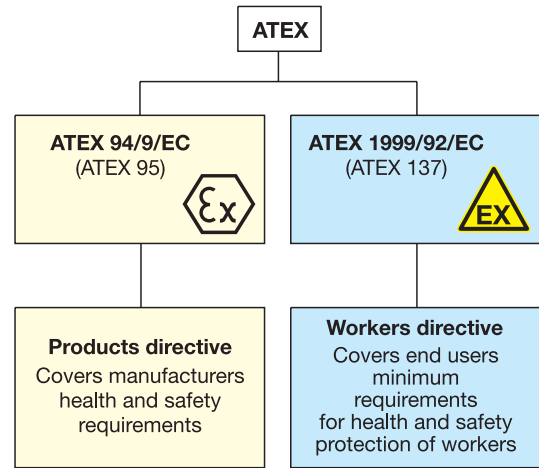 ATEX
ATEX 94/9/EC
(ATEX 95)
Ex
ATEX 1999/92/EC
(ATEX 137)
EX
Products directive
Covers manufacturers
health and safety
requirements
Workers directive
Covers end users
minimum
requirements
for health and safety
protection of workers